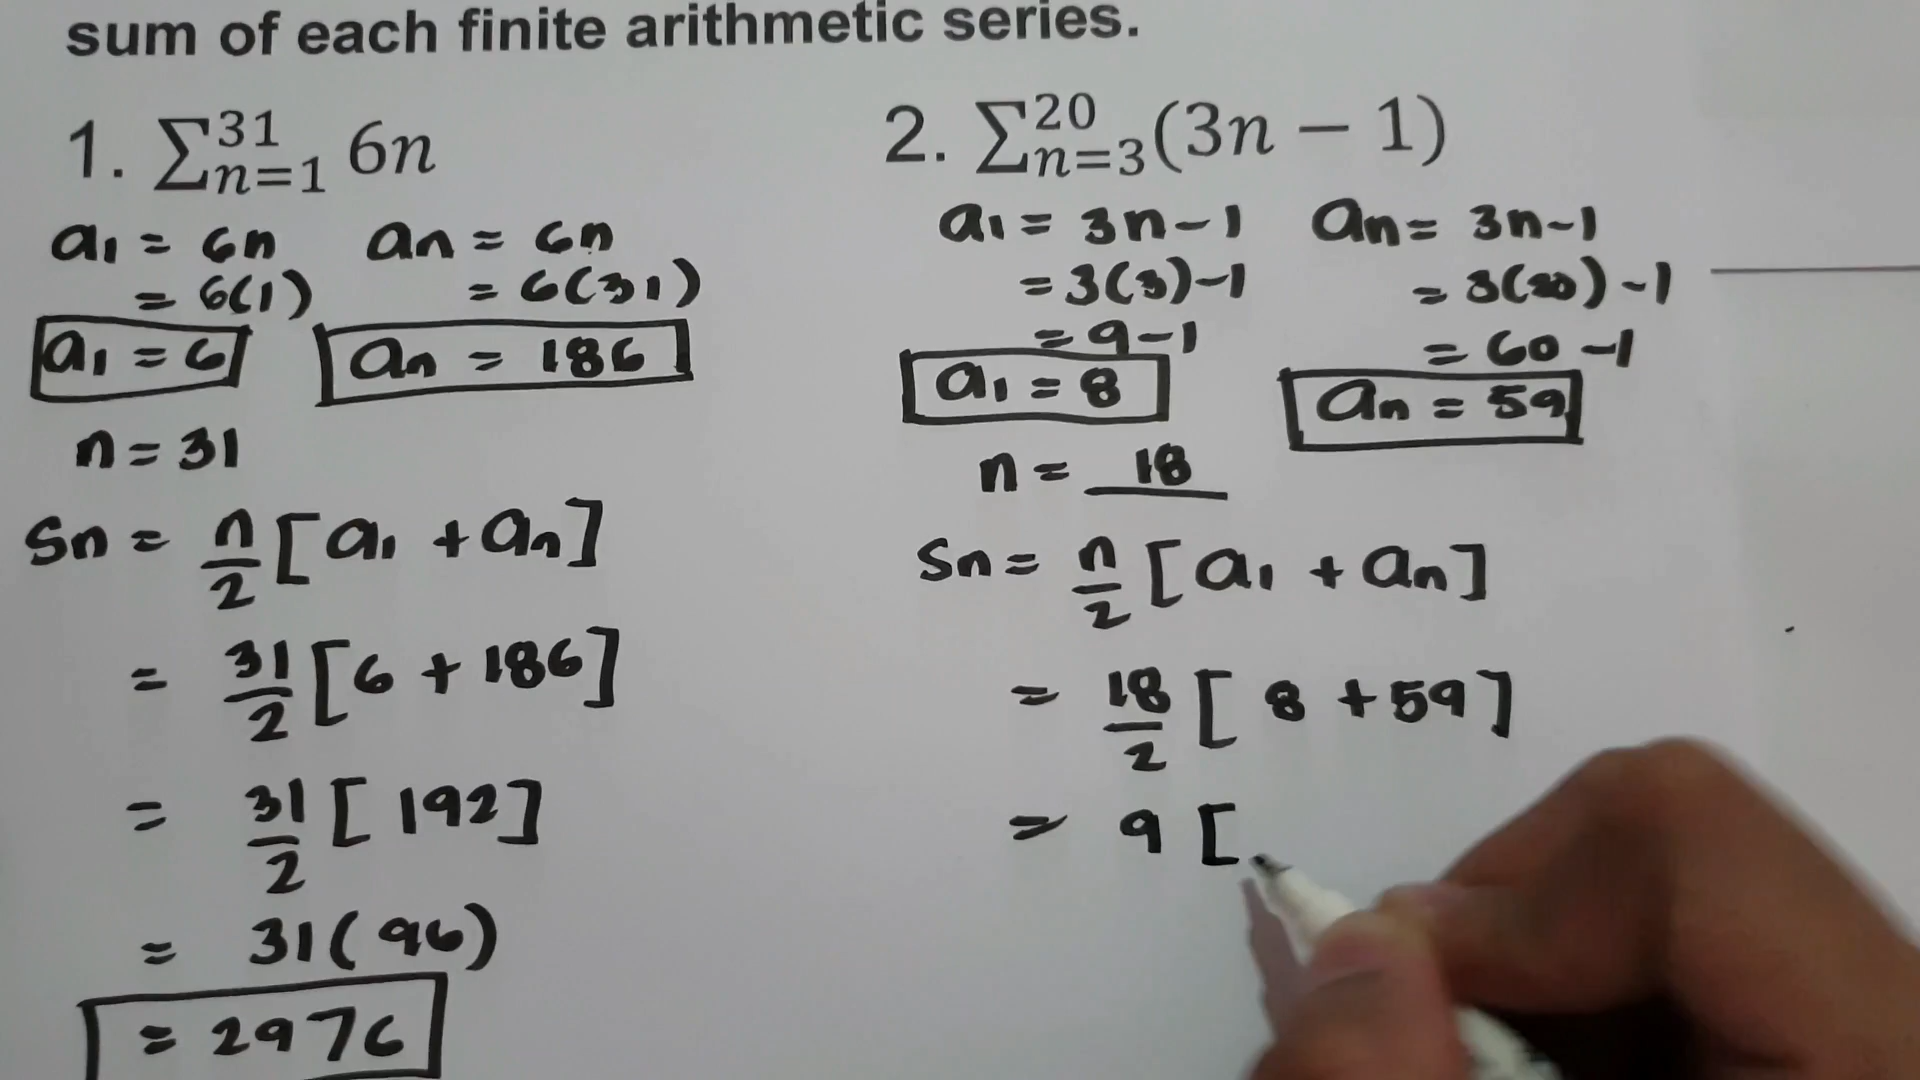 sum of each finite arithmetic series.
1. ∑³¹ₙ₌₁ 6n
a₁ = 6n    aₙ = 6n
= 6(1)    = 6(31)
a₁ = 6    aₙ = 186
n = 31
Sn = n/2 [a₁ + aₙ]
= 31/2 [6 + 186]
= 31/2 [192]
= 31(96)
= 2976
2. ∑²⁰ₙ₌₃ (3n − 1)
a₁ = 3n-1    aₙ = 3n-1
= 3(3)-1    = 3(20)-1
= 9-1    = 60-1
a₁ = 8    aₙ = 59
n = 18
Sn = n/2 [a₁ + aₙ]
= 18/2 [8 + 59]
= 9 [